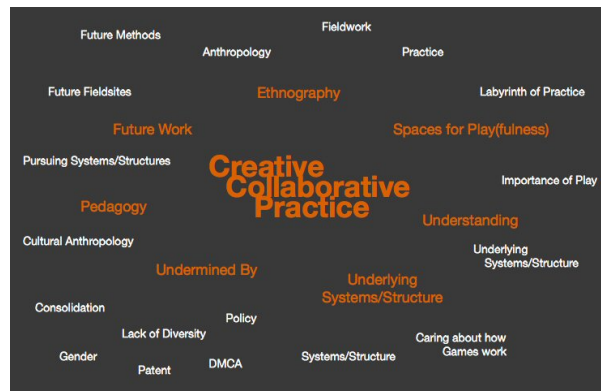 Fieldwork
Future Methods
Anthropology
Practice
Future Fieldsites
Ethnography
Labyrinth of Practice
Future Work
Spaces for Play(fulness)
Pursuing Systems/Structures
Creative
Collaborative
Practice
Importance of Play
Pedagogy
Understanding
Cultural Anthropology
Underlying
Systems/Structure
Undermined By
Underlying
Systems/Structure
Consolidation
Policy
Lack of Diversity
Caring about how
Games work
Gender
Patent
DMCA
Systems/Structure